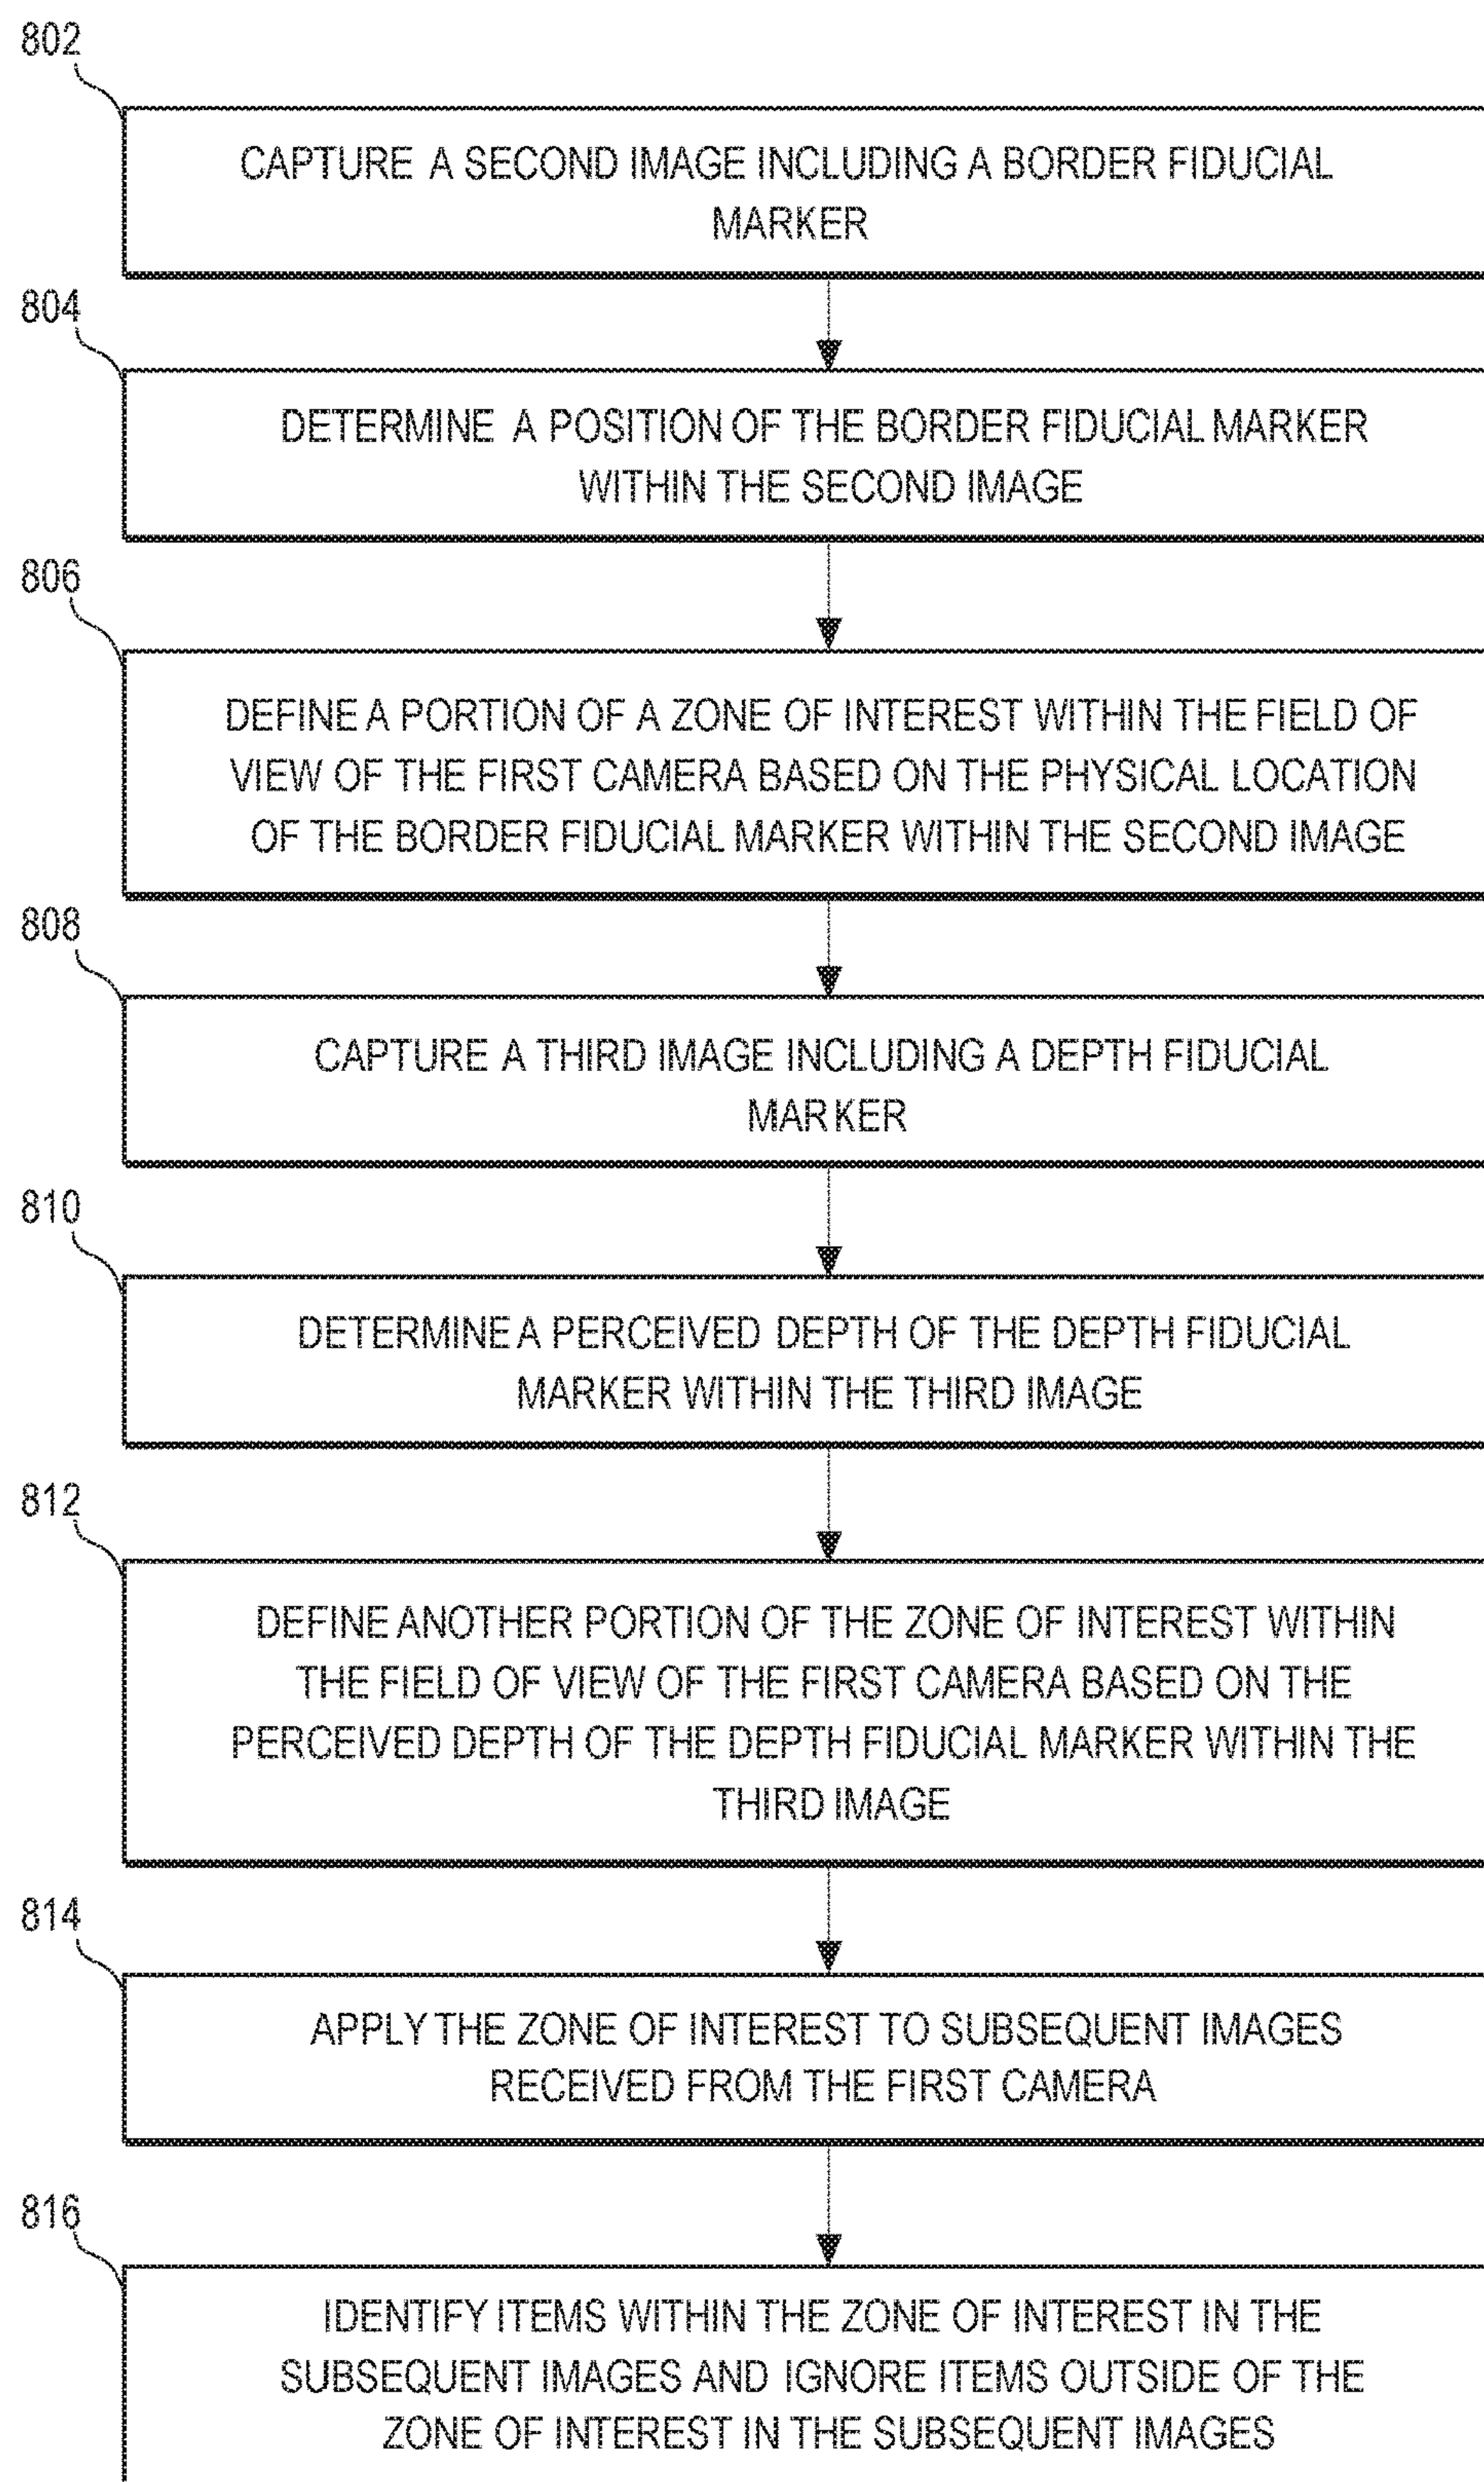 802
CAPTURE A SECOND IMAGE INCLUDING A BORDER FIDUCIAL
MARKER
804
DETERMINE A POSITION OF THE BORDER FIDUCIAL MARKER
WITHIN THE SECOND IMAGE
806
DEFINE A PORTION OF A ZONE OF INTEREST WITHIN THE FIELD OF
VIEW OF THE FIRST CAMERA BASED ON THE PHYSICAL LOCATION
OF THE BORDER FIDUCIAL MARKER WITHIN THE SECOND IMAGE
808
CAPTURE A THIRD IMAGE INCLUDING A DEPTH FIDUCIAL
MARKER
810
DETERMINE A PERCEIVED DEPTH OF THE DEPTH FIDUCIAL
MARKER WITHIN THE THIRD IMAGE
812
DEFINE ANOTHER PORTION OF THE ZONE OF INTEREST WITHIN
THE FIELD OF VIEW OF THE FIRST CAMERA BASED ON THE
PERCEIVED DEPTH OF THE DEPTH FIDUCIAL MARKER WITHIN THE
THIRD IMAGE
814
APPLY THE ZONE OF INTEREST TO SUBSEQUENT IMAGES
RECEIVED FROM THE FIRST CAMERA
816
IDENTIFY ITEMS WITHIN THE ZONE OF INTEREST IN THE
SUBSEQUENT IMAGES AND IGNORE ITEMS OUTSIDE OF THE
ZONE OF INTEREST IN THE SUBSEQUENT IMAGES